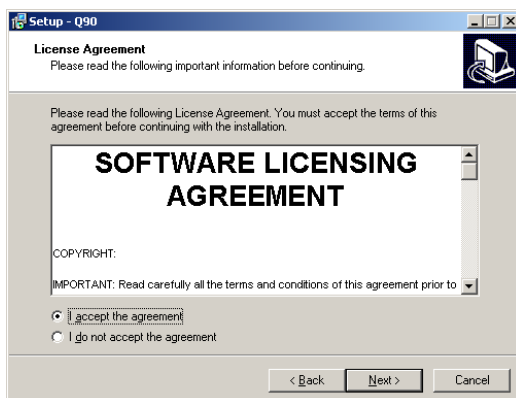 Setup - Q90
License Agreement
Please read the following important information before continuing.
Please read the following License Agreement. You must accept the terms of this
agreement before continuing with the installation.
SOFTWARE LICENSING
AGREEMENT
COPYRIGHT:
IMPORTANT: Read carefully all the terms and conditions of this agreement prior to
I accept the agreement
I do not accept the agreement
< Back
Next >
Cancel